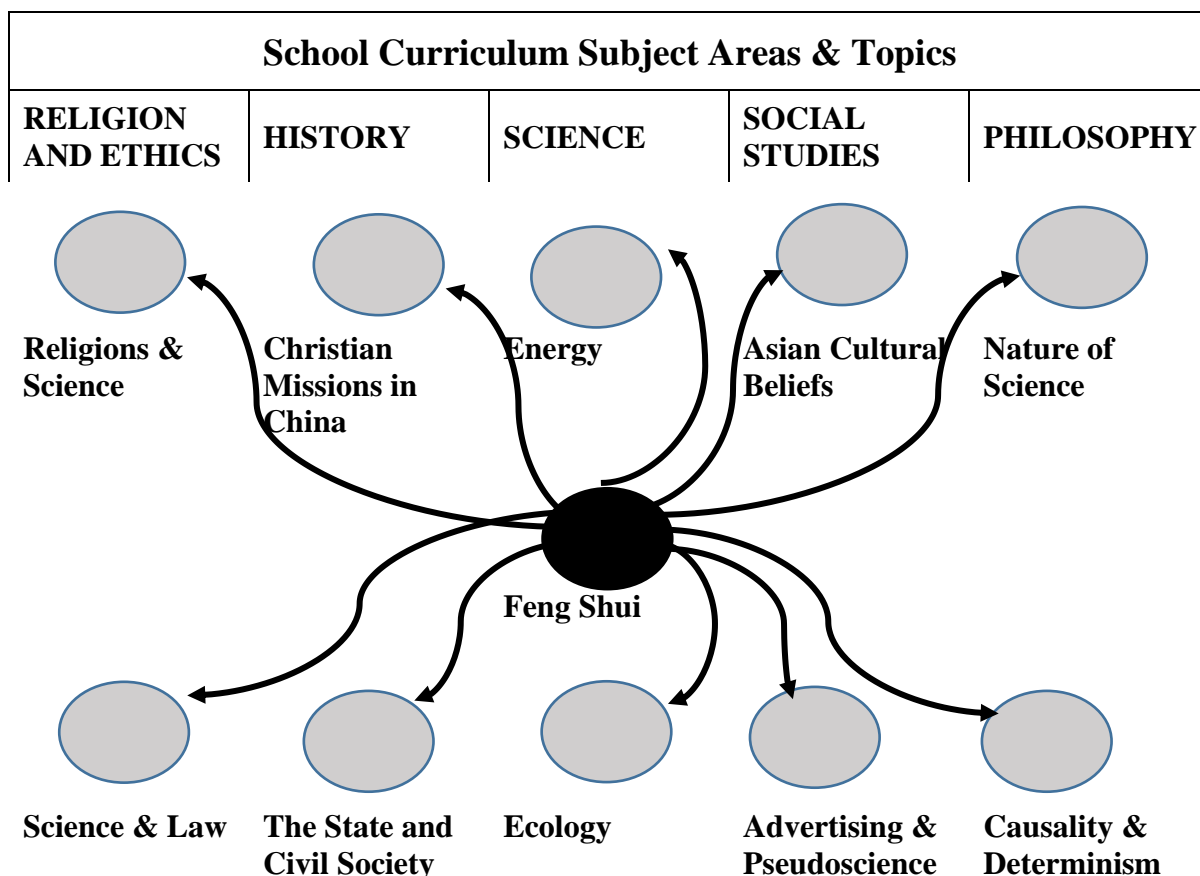 School Curriculum Subject Areas & Topics
RELIGION
AND ETHICS
HISTORY
SCIENCE
SOCIAL
STUDIES
PHILOSOPHY
Religions &
Science
Christian
Missions in
China
Energy
Asian Cultural
Beliefs
Nature of
Science
Feng Shui
Science & Law
The State and
Civil Society
Ecology
Advertising &
Pseudoscience
Causality &
Determinism